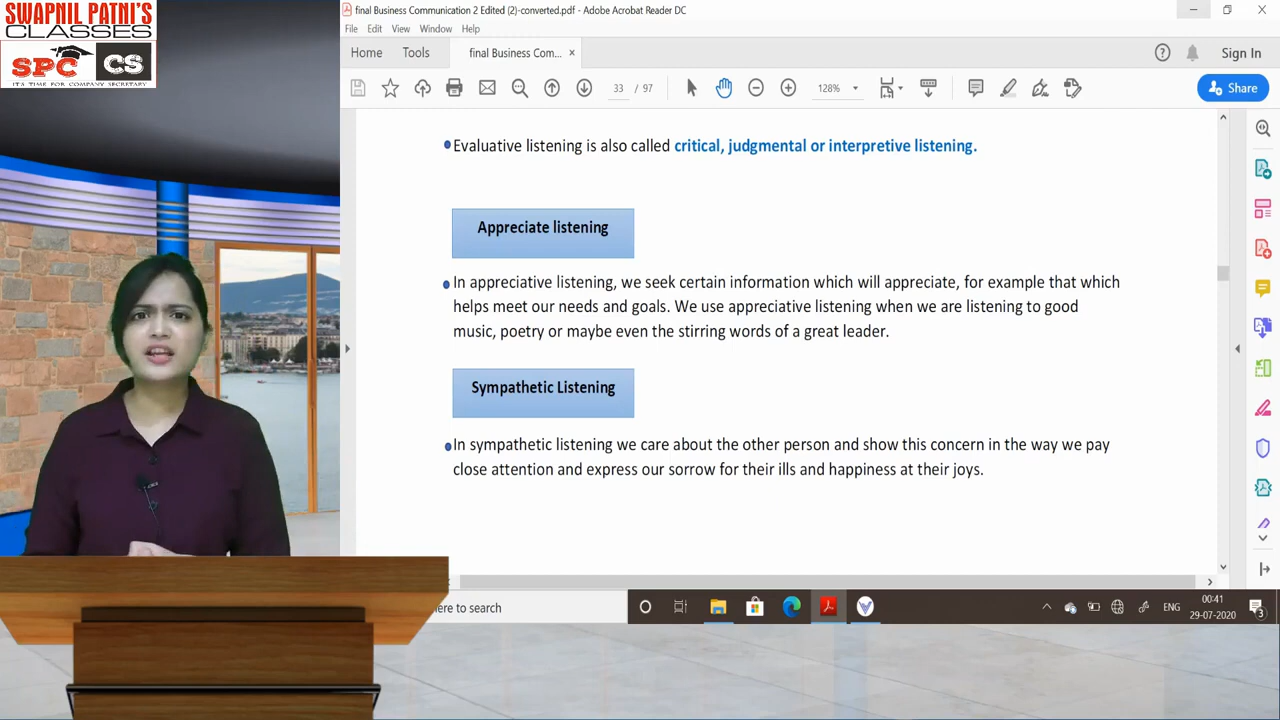 SWAPNIL PATNI'S
CLASSES
SPC CS
IT'S TIME FOR COMPANY SECRETARY
final Business Communication 2 Edited (2)-converted.pdf - Adobe Acrobat Reader DC
File Edit View Window Help
Home Tools final Business Com... × Sign In
33 / 97 128% Share
Evaluative listening is also called critical, judgmental or interpretive listening.
Appreciate listening
In appreciative listening, we seek certain information which will appreciate, for example that which
helps meet our needs and goals. We use appreciative listening when we are listening to good
music, poetry or maybe even the stirring words of a great leader.
Sympathetic Listening
In sympathetic listening we care about the other person and show this concern in the way we pay
close attention and express our sorrow for their ills and happiness at their joys.
ere to search
ENG
00:41
29-07-2020
3